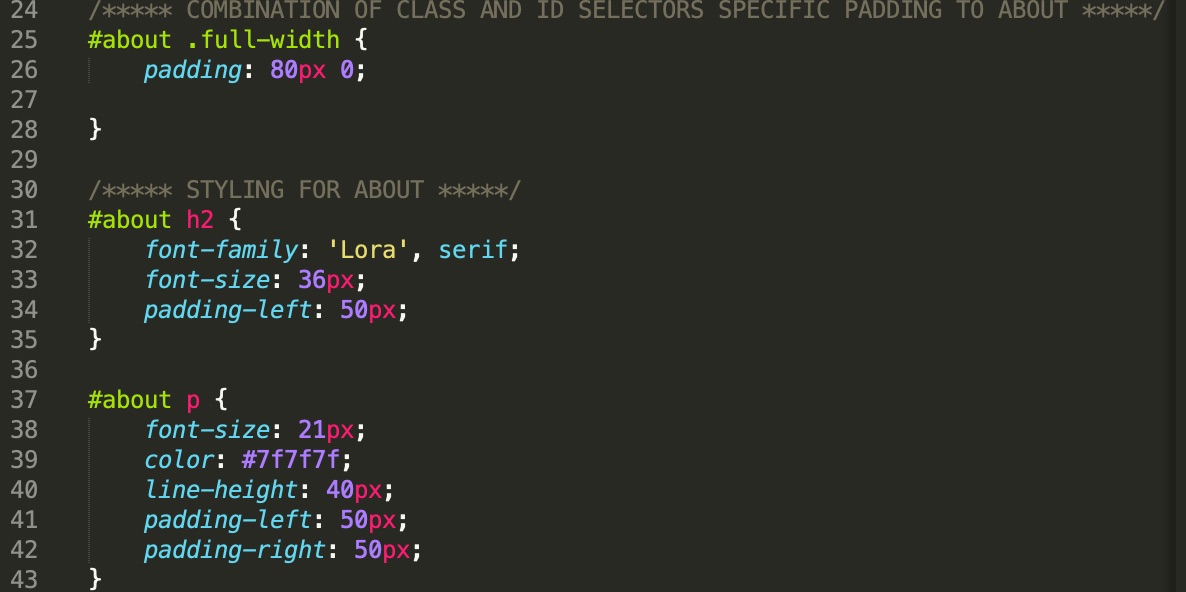 24 /***** COMBINATION OF CLASS AND ID SELECTORS SPECIFIC PADDING TO ABOUT *****/
25 #about .full-width {
26     padding: 80px 0;
27
28 }
29
30 /***** STYLING FOR ABOUT *****/
31 #about h2 {
32     font-family: 'Lora', serif;
33     font-size: 36px;
34     padding-left: 50px;
35 }
36
37 #about p {
38     font-size: 21px;
39     color: #7f7f7f;
40     line-height: 40px;
41     padding-left: 50px;
42     padding-right: 50px;
43 }